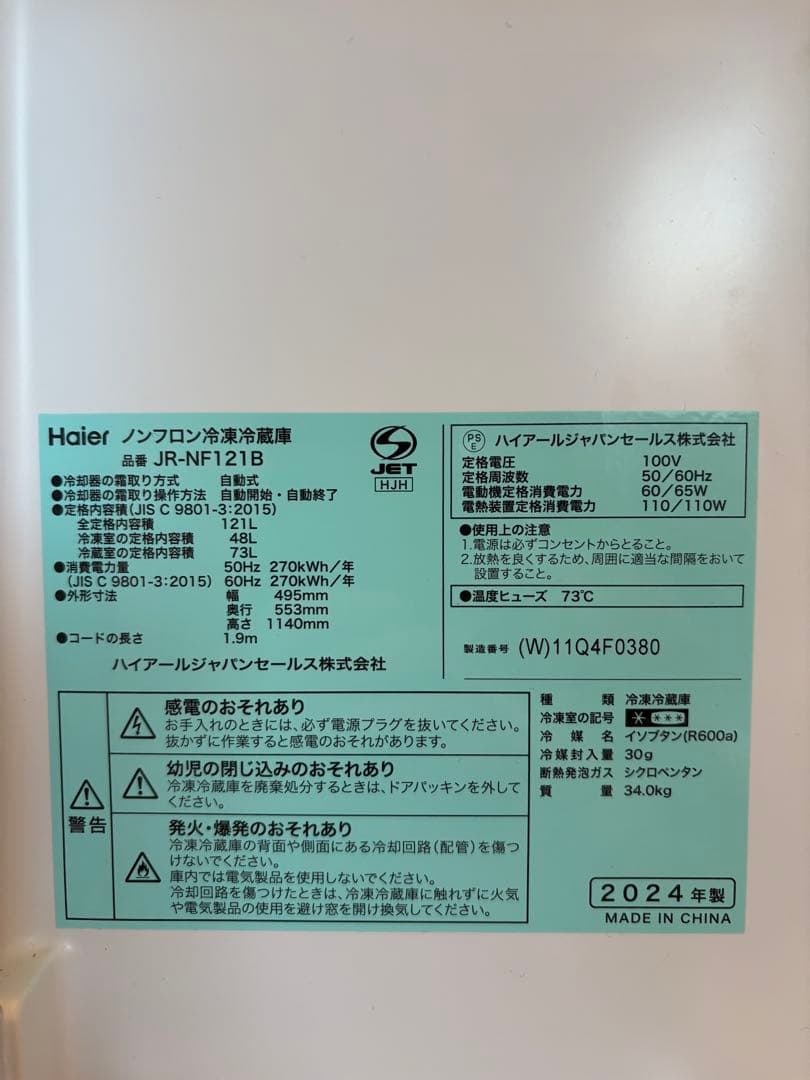 Haier ノンフロン冷凍冷蔵庫
品番 JR-NF121B
●冷却器の霜取り方式 自動式
●冷却器の霜取り操作方法 自動開始・自動終了
●定格内容積(JIS C 9801-3:2015)
全定格内容積 121L
冷凍室の定格内容積 48L
冷蔵室の定格内容積 73L
●消費電力量 50Hz 270kWh/年
(JIS C 9801-3:2015) 60Hz 270kWh/年
●外形寸法 幅 495mm
奥行 553mm
高さ 1140mm
●コードの長さ 1.9m
ハイアールジャパンセールス株式会社
S
JET
HJH
PSE ハイアールジャパンセールス株式会社
定格電圧 100V
定格周波数 50/60Hz
電動機定格消費電力 60/65W
電熱装置定格消費電力 110/110W
●使用上の注意
1.電源は必ずコンセントからとること。
2.放熱を良くするため、周囲に適当な間隔をおいて
設置すること。
●温度ヒューズ 73℃
製造番号 (W)11Q4F0380
警告
感電のおそれあり
お手入れのときには、必ず電源プラグを抜いてください。
抜かずに作業すると感電のおそれがあります。
幼児の閉じ込みのおそれあり
冷凍冷蔵庫を廃棄処分するときは、ドアパッキンを外して
ください。
発火・爆発のおそれあり
冷凍冷蔵庫の背面や側面にある冷却回路(配管)を傷つ
けないでください。
庫内では電気製品を使用しないでください。
冷却回路を傷つけたときは、冷凍冷蔵庫に触れずに火気
や電気製品の使用を避け窓を開け換気してください。
種類 冷凍冷蔵庫
冷凍室の記号
冷媒名 イソブタン(R600a)
冷媒封入量 30g
断熱発泡ガス シクロペンタン
質量 34.0kg
2024年製
MADE IN CHINA